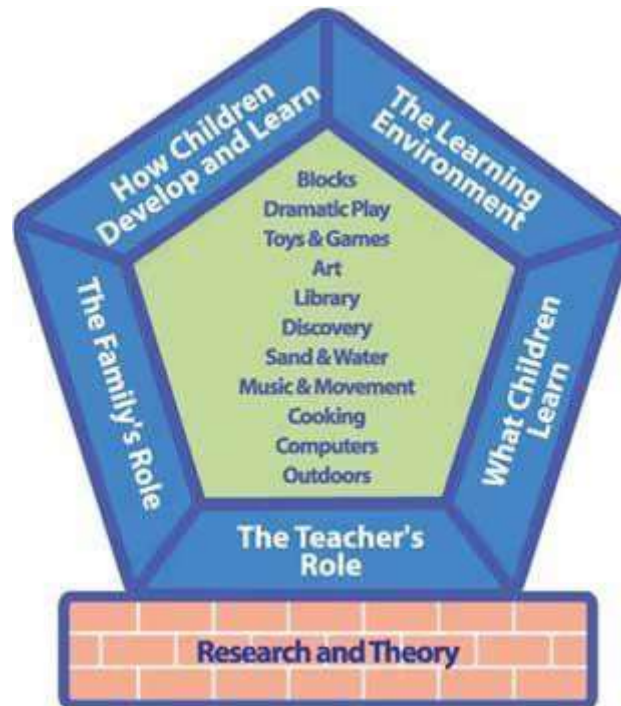 How Children
Develop and Learn
The Learning
Environment
Blocks
Dramatic Play
Toys & Games
Art
Library
Discovery
Sand & Water
Music & Movement
Cooking
Computers
Outdoors
The Family's Role
What Children
Learn
The Teacher's
Role
Research and Theory